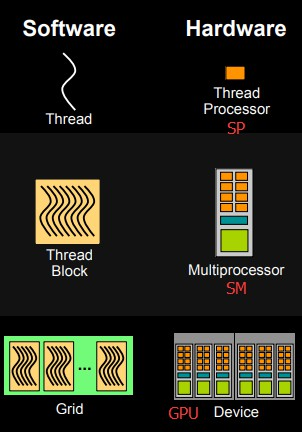 Software Hardware
Thread
Thread
Processor
SP
Thread
Block
Multiprocessor
SM
...
Grid
GPU Device